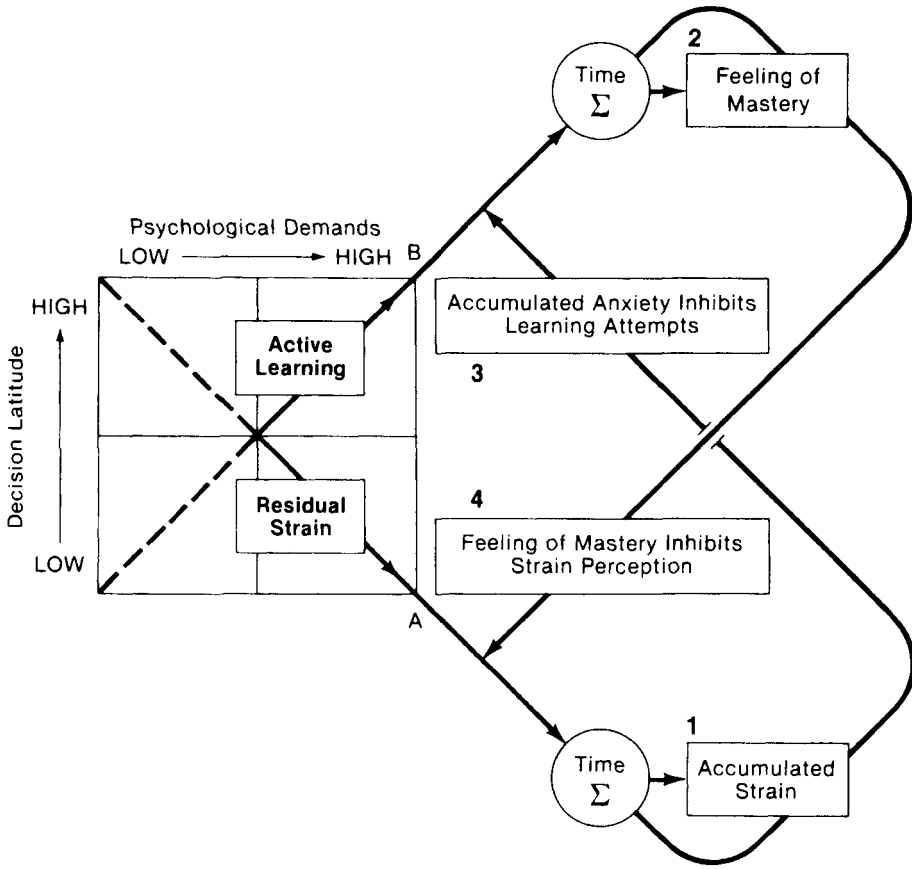 2
Time
Σ
Feeling of
Mastery
Psychological Demands
LOW HIGH
B
HIGH
Decision Latitude
LOW
Active
Learning
Accumulated Anxiety Inhibits
Learning Attempts
3
Residual
Strain
4
Feeling of Mastery Inhibits
Strain Perception
A
1
Time
Σ
Accumulated
Strain